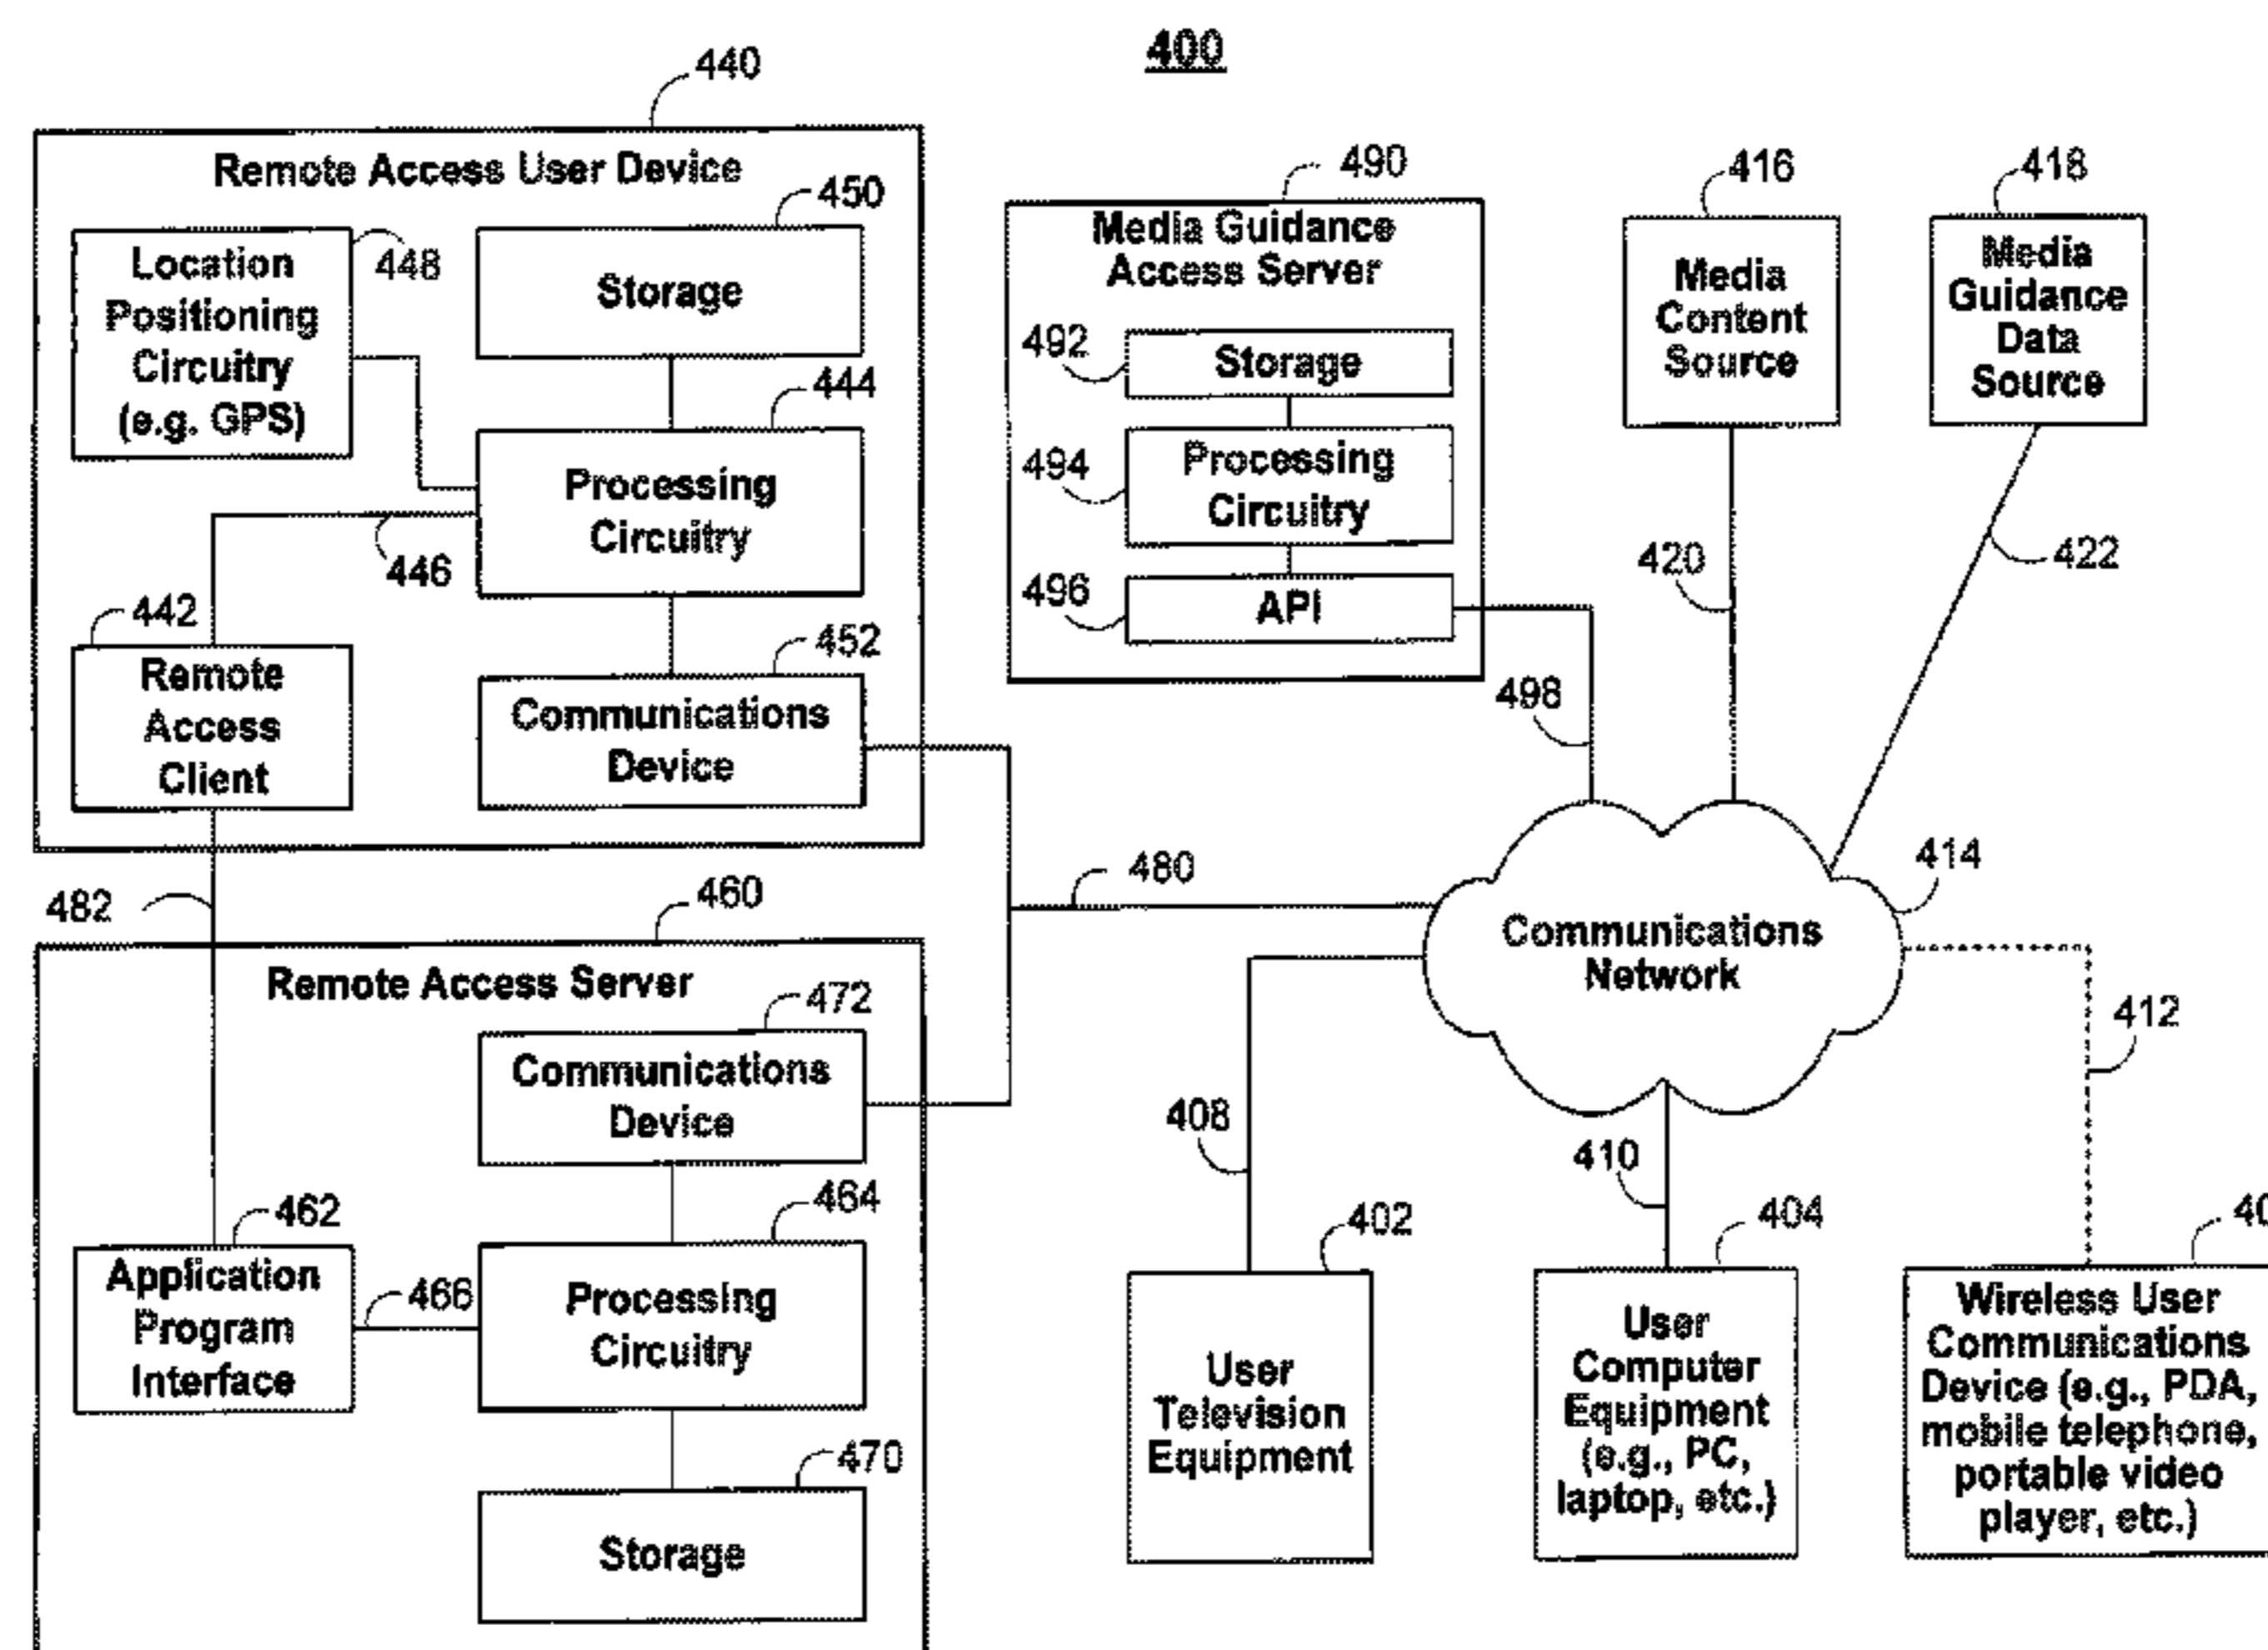 400
440
Remote Access User Device
450
Location
Positioning
Circuitry
(e.g. GPS)
448
Storage
444
Processing
Circuitry
446
442
Remote
Access
Client
452
Communications
Device
490
Media Guidance
Access Server
492
Storage
494
Processing
Circuitry
496
API
498
416
Media
Content
Source
420
418
Media
Guidance
Data
Source
422
482
480
414
Communications
Network
412
460
Remote Access Server
472
Communications
Device
464
462
Application
Program
Interface
466
Processing
Circuitry
470
Storage
408
402
User
Television
Equipment
410
404
User
Computer
Equipment
(e.g., PC,
laptop, etc.)
Wireless User
Communications
Device (e.g., PDA,
mobile telephone,
portable video
player, etc.)